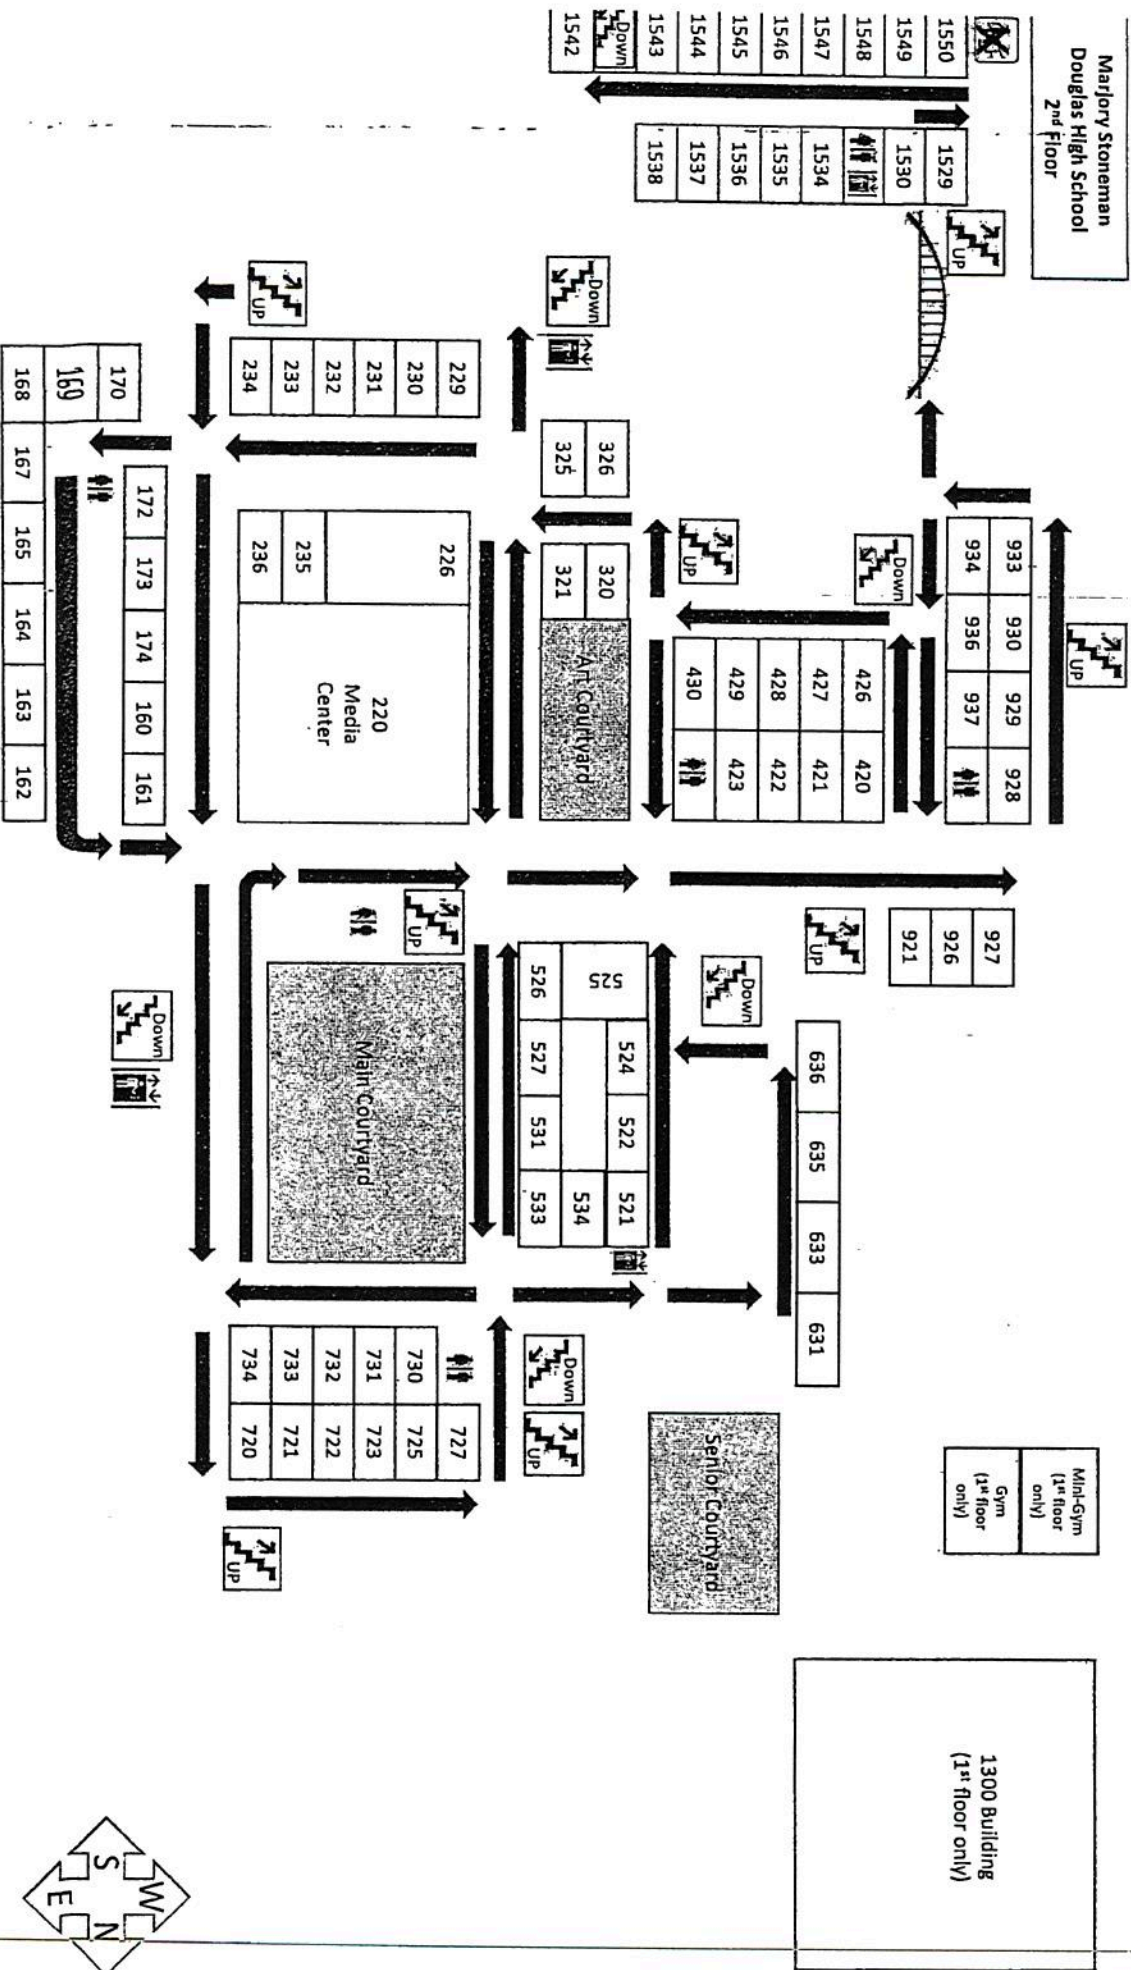 Marjory Stoneman
Douglas High School
2nd Floor
1550
1549
1548
1547
1546
1545
1544
1543
Down
1542
1529
1530
1534
1535
1536
1537
1538
UP
UP
933 930 929 928
934 936 937
Down
927
926
921
UP
426 420
427 421
428 422
429 423
430
UP
636 635 633 631
Down
Mini-Gym
(1st floor
only)
Gym
(1st floor
only)
1300 Building
(1st floor only)
Senior Courtyard
326
325
320
321
Art Courtyard
Down
524 522 521
525 534
526 527 531 533
Down UP
229
230
231
232
233
234
UP
226
235
236
220
Media
Center
UP
Main Courtyard
727
730 725
731 723
732 722
733 721
734 720
UP
Down
170
169
168 167 165 164 163 162
172 173 174 160 161
W
S N
E